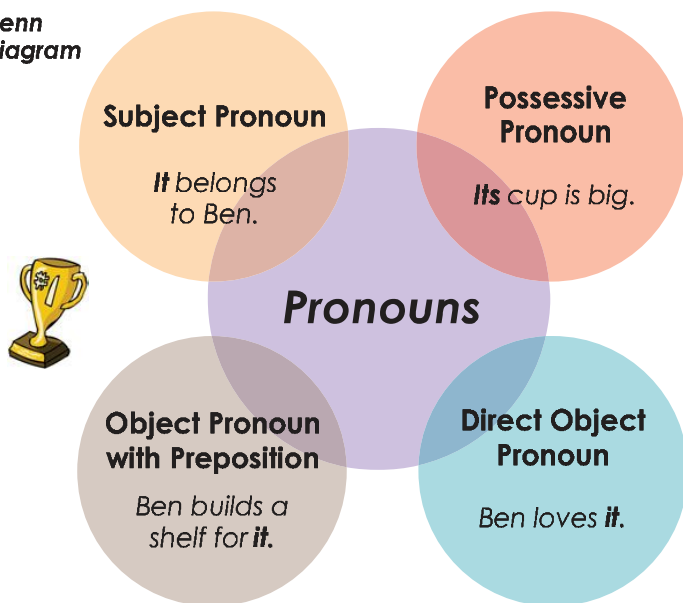 enn
iagram
Subject Pronoun
It belongs
to Ben.
Possessive
Pronoun
Its cup is big.
#1
Pronouns
Object Pronoun
with Preposition
Ben builds a
shelf for it.
Direct Object
Pronoun
Ben loves it.